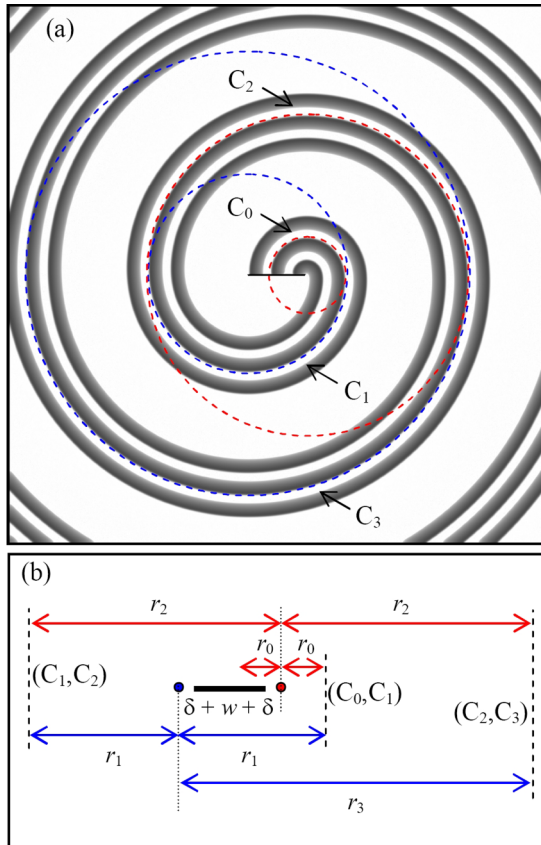 (a)
C₂
C₀
C₁
C₃
(b)
r₂ r₂
r₀ r₀
(C₁,C₂)
(C₀,C₁)
δ + w + δ
(C₂,C₃)
r₁ r₁
r₃